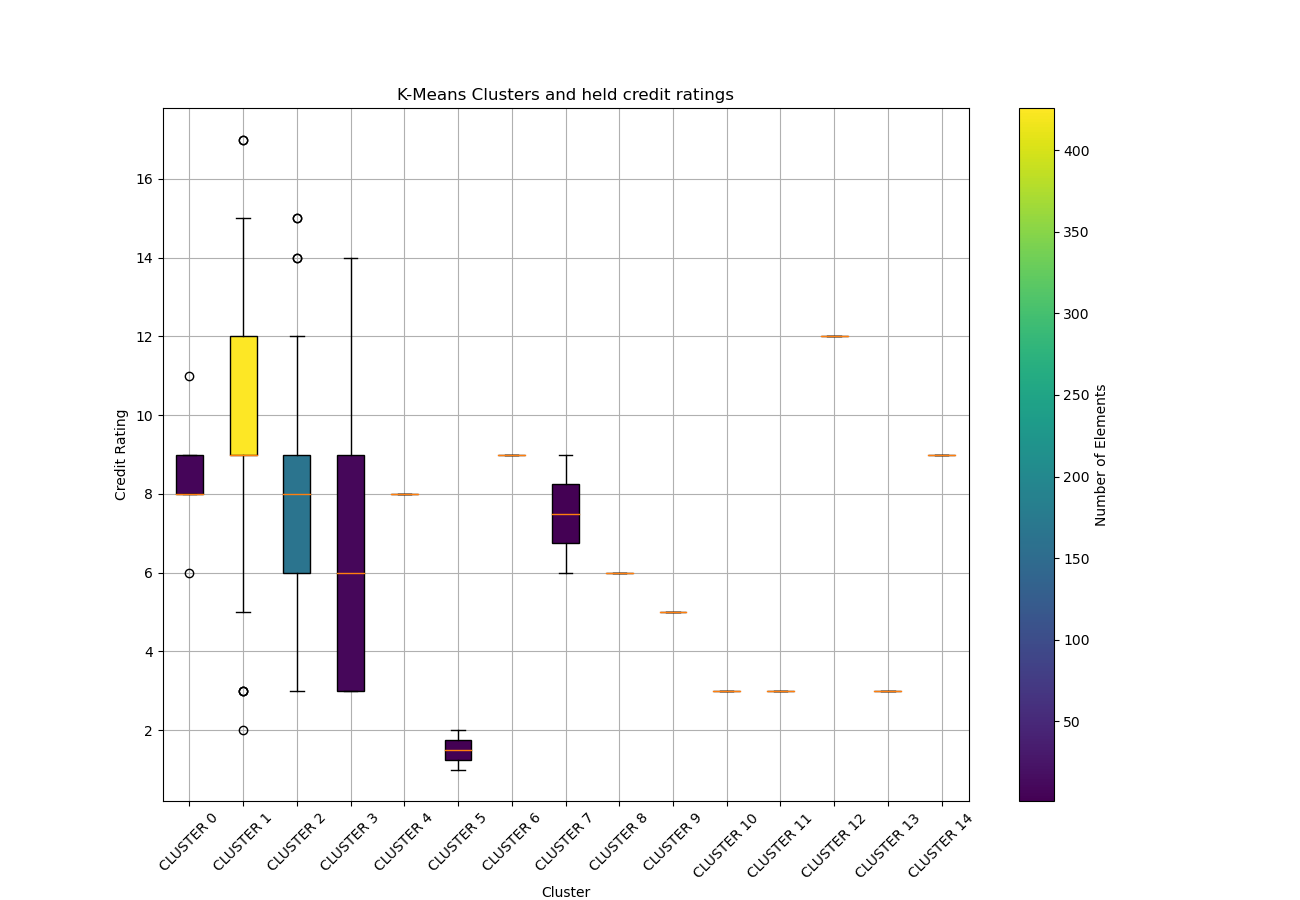 K-Means Clusters and held credit ratings
Credit Rating
16
14
12
10
8
6
4
2
CLUSTER 0
CLUSTER 1
CLUSTER 2
CLUSTER 3
CLUSTER 4
CLUSTER 5
CLUSTER 6
CLUSTER 7
CLUSTER 8
CLUSTER 9
CLUSTER 10
CLUSTER 11
CLUSTER 12
CLUSTER 13
CLUSTER 14
Cluster
400
350
300
250
200
150
100
50
Number of Elements